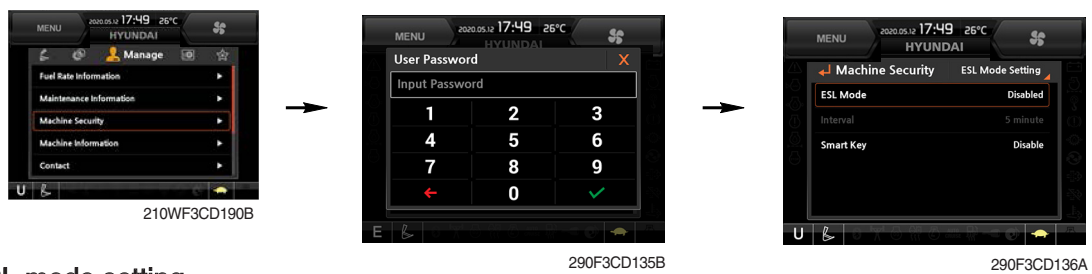 MENU
2020.05.12 17:49 26°C
HYUNDAI
Manage
Fuel Rate Information
Maintenance Information
Machine Security
Machine Information
Contact
U
210WF3CD190B
MENU
2020.05.12 17:49 26°C
HYUNDAI
User Password X
Input Password
1 2 3
4 5 6
7 8 9
0
E
290F3CD135B
MENU
2020.05.12 17:49 26°C
HYUNDAI
Machine Security ESL Mode Setting
ESL Mode Disabled
Interval 5 minute
Smart Key Disable
U
290F3CD136A
mode setting